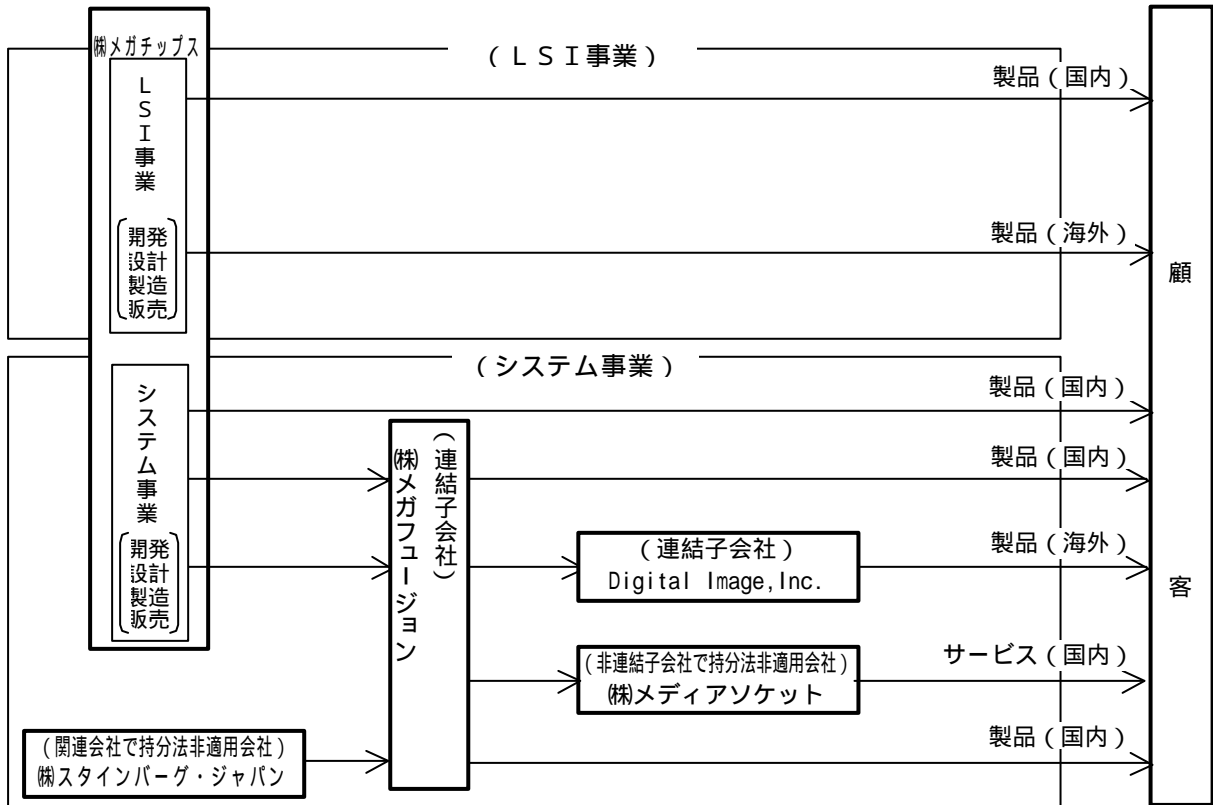 ㈱メガチップス
(LSI事業)
LSI事業
開発
設計
製造
販売
製品(国内)
製品(海外)
顧客
(システム事業)
システム事業
開発
設計
製造
販売
製品(国内)
(連結子会社)
㈱メガフュージョン
製品(国内)
(連結子会社)
Digital Image,Inc.
製品(海外)
(非連結子会社で持分法非適用会社)
㈱メディアソケット
サービス(国内)
(関連会社で持分法非適用会社)
㈱スタインバーグ・ジャパン
製品(国内)